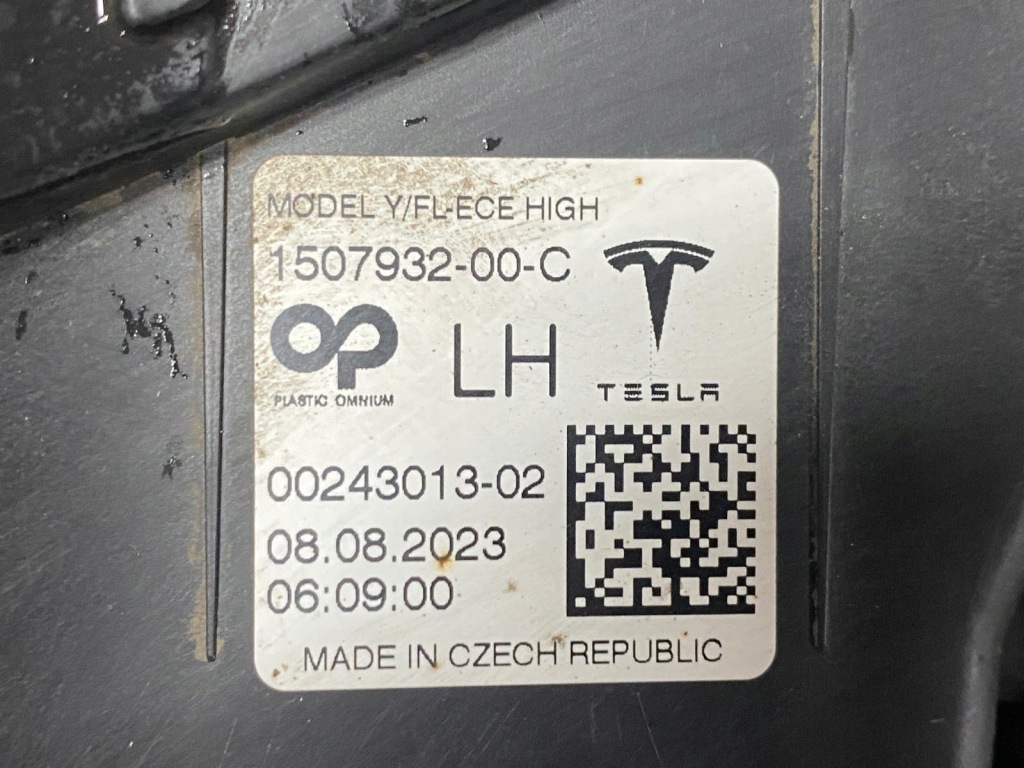 MODEL Y/FL-ECE HIGH
1507932-00-C
OP
PLASTIC OMNIUM
LH
TESLA
00243013-02
08.08.2023
06:09:00
MADE IN CZECH REPUBLIC